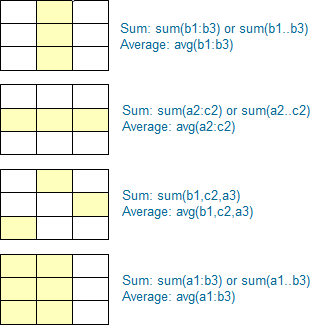 Sum: sum(b1:b3) or sum(b1..b3)
Average: avg(b1:b3)
Sum: sum(a2:c2) or sum(a2..c2)
Average: avg(a2:c2)
Sum: sum(b1,c2,a3)
Average: avg(b1,c2,a3)
Sum: sum(a1:b3) or sum(a1..b3)
Average: avg(a1:b3)